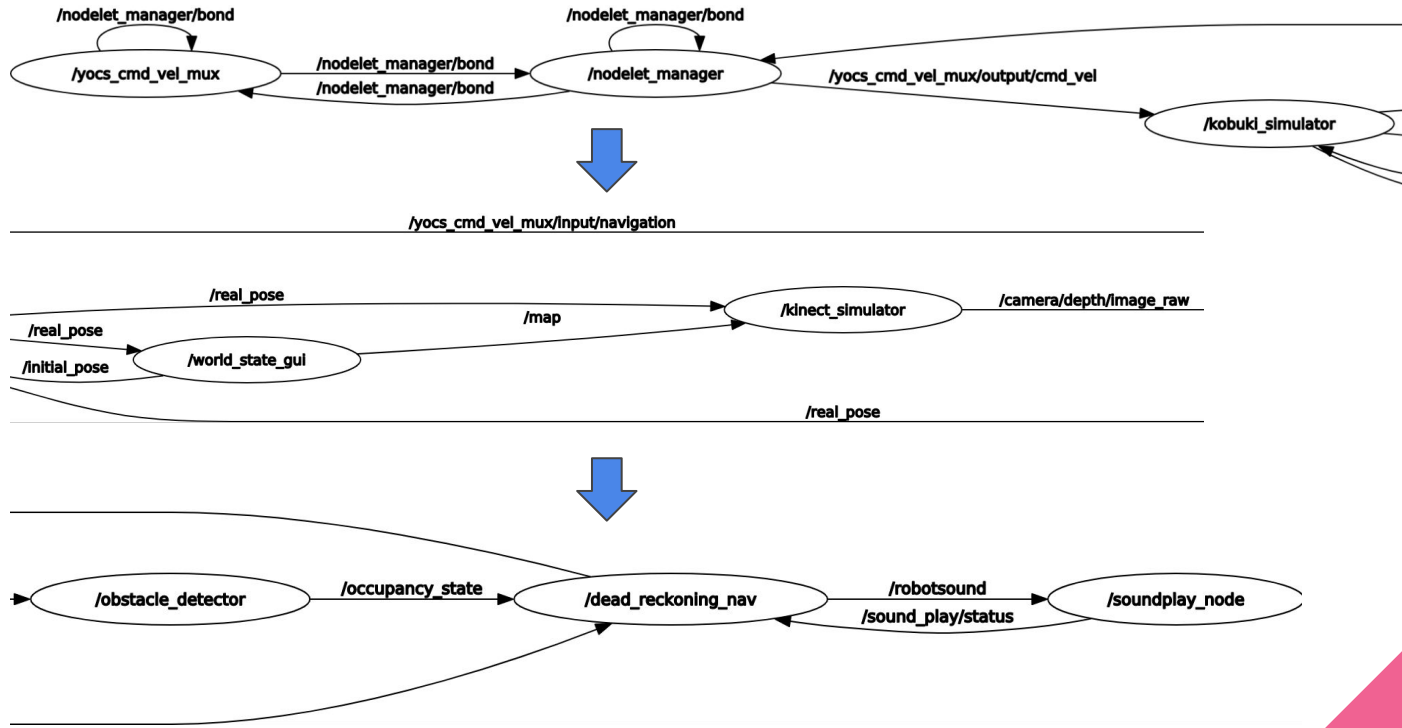 /nodelet_manager/bond
/nodelet_manager/bond
/yocs_cmd_vel_mux
/nodelet_manager/bond
/nodelet_manager/bond
/nodelet_manager
/yocs_cmd_vel_mux/output/cmd_vel
/kobuki_simulator
/yocs_cmd_vel_mux/input/navigation
/real_pose
/map
/kinect_simulator
/camera/depth/image_raw
/real_pose
/world_state_gui
/initial_pose
/real_pose
/obstacle_detector
/occupancy_state
/dead_reckoning_nav
/robotsound
/sound_play/status
/soundplay_node